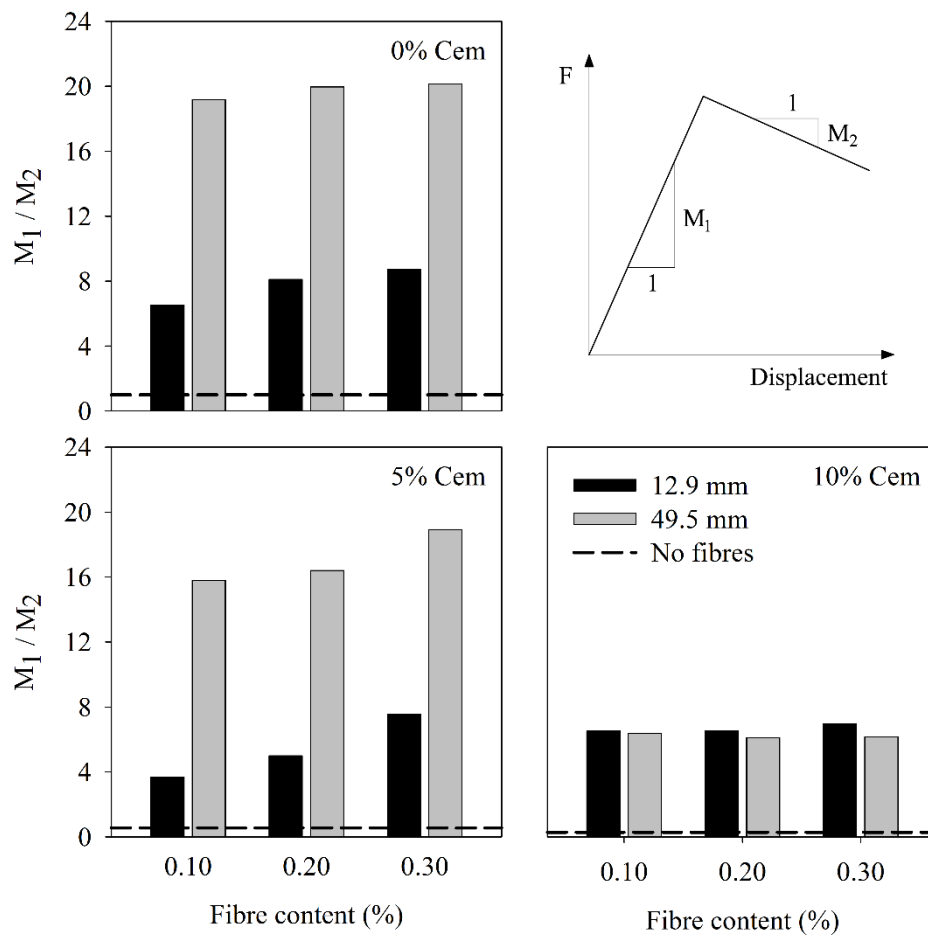 24
20
16
12
8
4
0
M1 / M2
0% Cem
F
1
M2
M1
1
Displacement
24
20
16
12
8
4
0
M1 / M2
5% Cem
0.10
0.20
0.30
Fibre content (%)
12.9 mm
49.5 mm
No fibres
10% Cem
0.10
0.20
0.30
Fibre content (%)